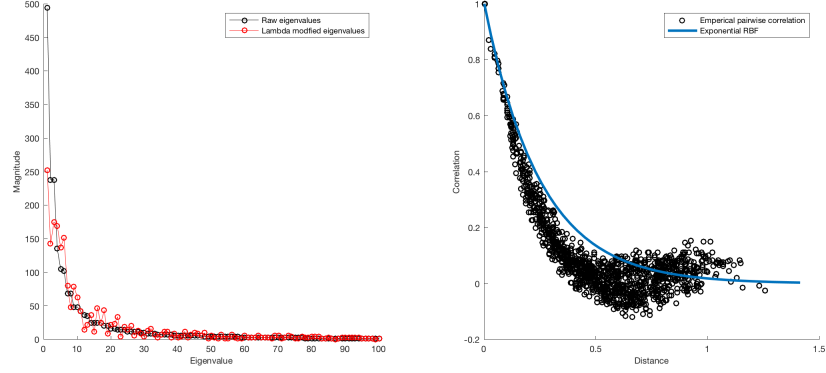 500
450
400
350
300
250
200
150
100
50
0
Magnitude
0 10 20 30 40 50 60 70 80 90 100
Eigenvalue
Raw eigenvalues
Lambda modfied eigenvalues
1
0.8
0.6
0.4
0.2
0
-0.2
Correlation
0 0.5 1 1.5
Distance
Emperical pairwise correlation
Exponential RBF